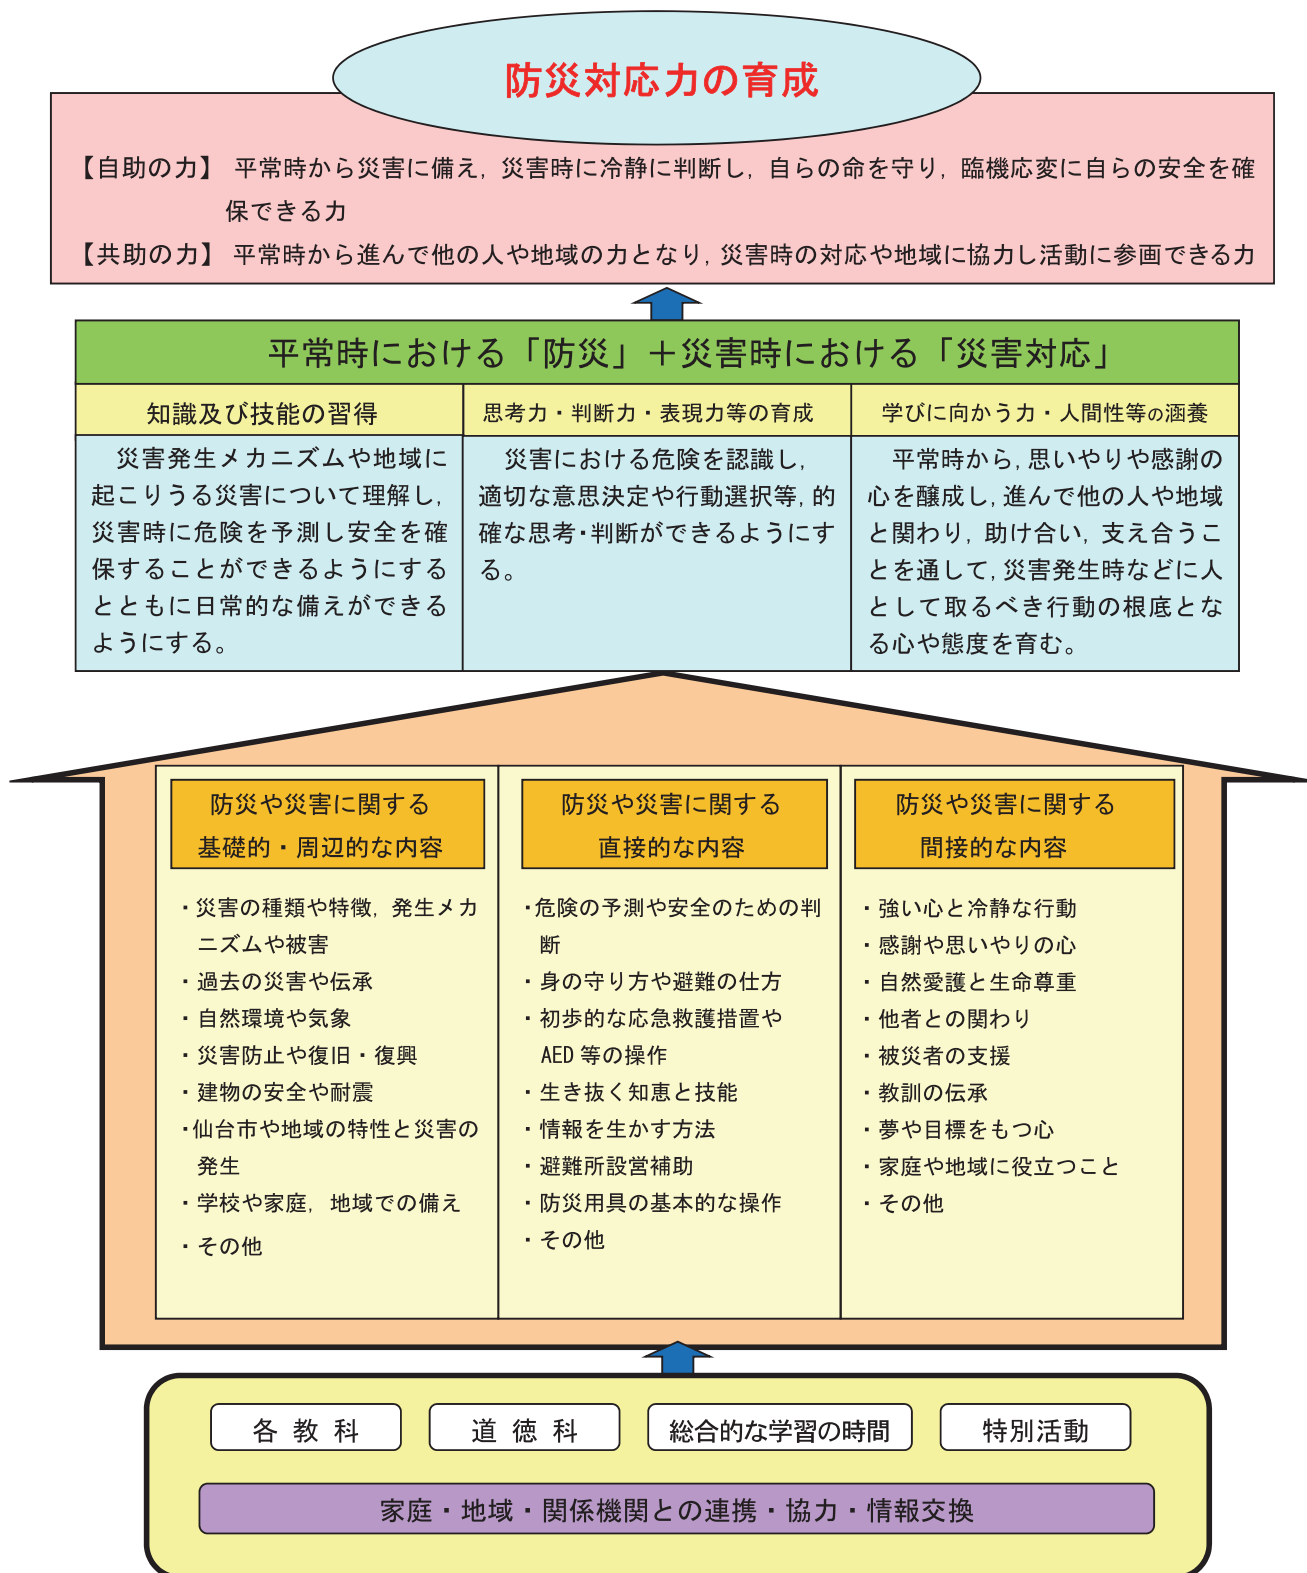 防災対応力の育成
【自助の力】 平常時から災害に備え，災害時に冷静に判断し，自らの命を守り，臨機応変に自らの安全を確
保できる力
【共助の力】 平常時から進んで他の人や地域の力となり，災害時の対応や地域に協力し活動に参画できる力
平常時における「防災」＋災害時における「災害対応」
知識及び技能の習得
災害発生メカニズムや地域に
起こりうる災害について理解し，
災害時に危険を予測し安全を確
保することができるようにする
とともに日常的な備えができる
ようにする。
思考力・判断力・表現力等の育成
災害における危険を認識し，
適切な意思決定や行動選択等，的
確な思考・判断ができるようにす
る。
学びに向かう力・人間性等の涵養
平常時から，思いやりや感謝の
心を醸成し，進んで他の人や地域
と関わり，助け合い，支え合うこ
とを通して，災害発生時などに人
として取るべき行動の根底とな
る心や態度を育む。
防災や災害に関する
基礎的・周辺的な内容
・災害の種類や特徴，発生メカ
ニズムや被害
・過去の災害や伝承
・自然環境や気象
・災害防止や復旧・復興
・建物の安全や耐震
・仙台市や地域の特性と災害の
発生
・学校や家庭，地域での備え
・その他
防災や災害に関する
直接的な内容
・危険の予測や安全のための判
断
・身の守り方や避難の仕方
・初歩的な応急救護措置や
AED 等の操作
・生き抜く知恵と技能
・情報を生かす方法
・避難所設営補助
・防災用具の基本的な操作
・その他
防災や災害に関する
間接的な内容
・強い心と冷静な行動
・感謝や思いやりの心
・自然愛護と生命尊重
・他者との関わり
・被災者の支援
・教訓の伝承
・夢や目標をもつ心
・家庭や地域に役立つこと
・その他
各 教 科
道 徳 科
総合的な学習の時間
特別活動
家庭・地域・関係機関との連携・協力・情報交換